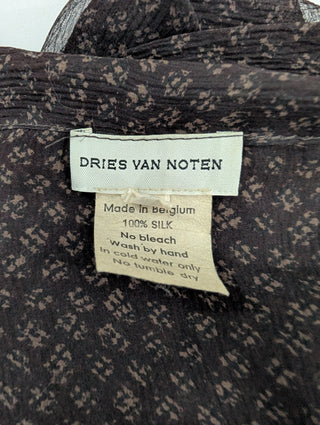 DRIES VAN NOTEN
Made in Belgium
100% SILK
No bleach
Wash by hand
In cold water only
No tumble dry